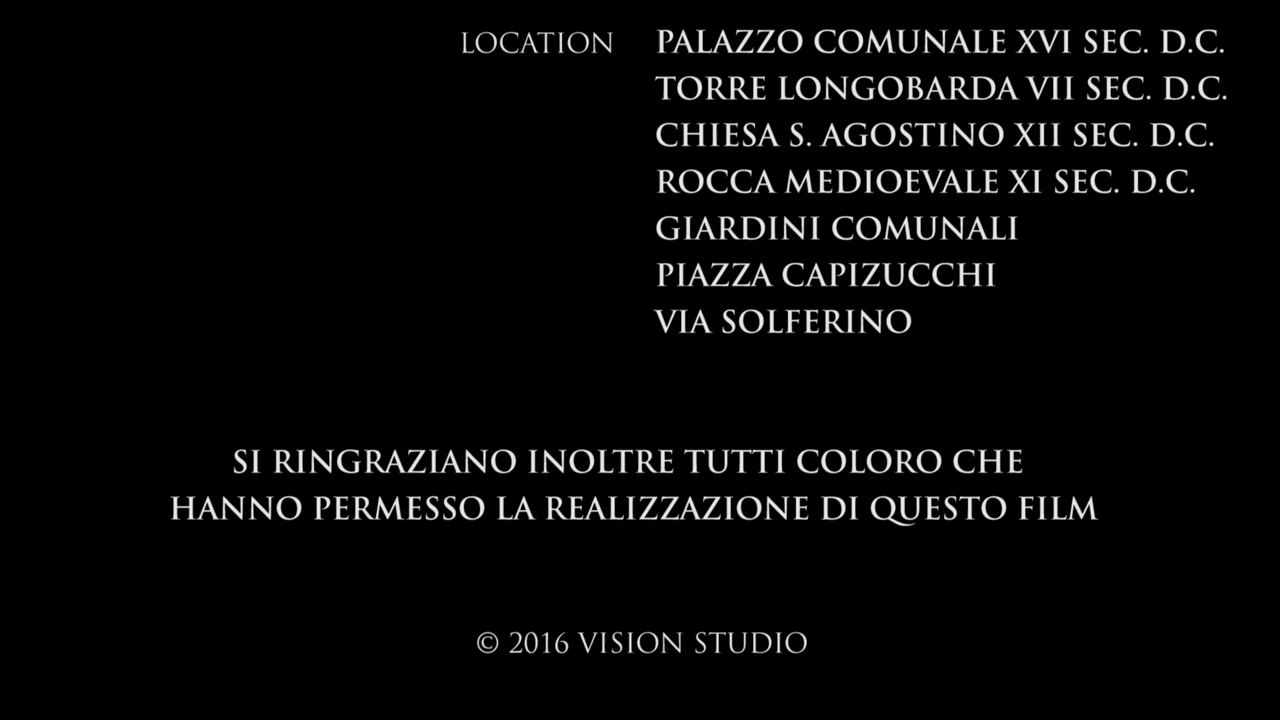 LOCATION PALAZZO COMUNALE XVI SEC. D.C.
TORRE LONGOBARDA VII SEC. D.C.
CHIESA S. AGOSTINO XII SEC. D.C.
ROCCA MEDIOEVALE XI SEC. D.C.
GIARDINI COMUNALI
PIAZZA CAPIZUCCHI
VIA SOLFERINO
SI RINGRAZIANO INOLTRE TUTTI COLORO CHE
HANNO PERMESSO LA REALIZZAZIONE DI QUESTO FILM
© 2016 VISION STUDIO